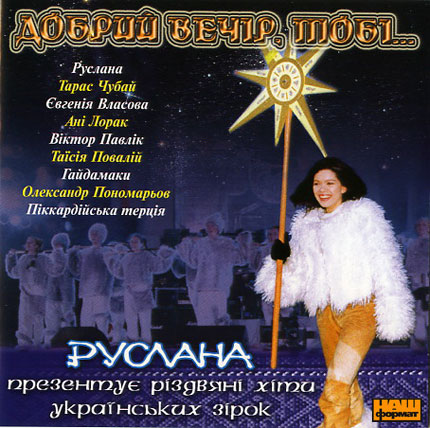 ДОБРИЙ ВЕЧІР, ТОБІ...
Руслана
Тарас Чубай
Євгенія Власова
Ані Лорак
Віктор Павлік
Таїсія Повалій
Гайдамаки
Олександр Пономарьов
Піккардійська терція
РУСЛАНА
презентує різдвяні хіти
українських зірок
НАШ
формат